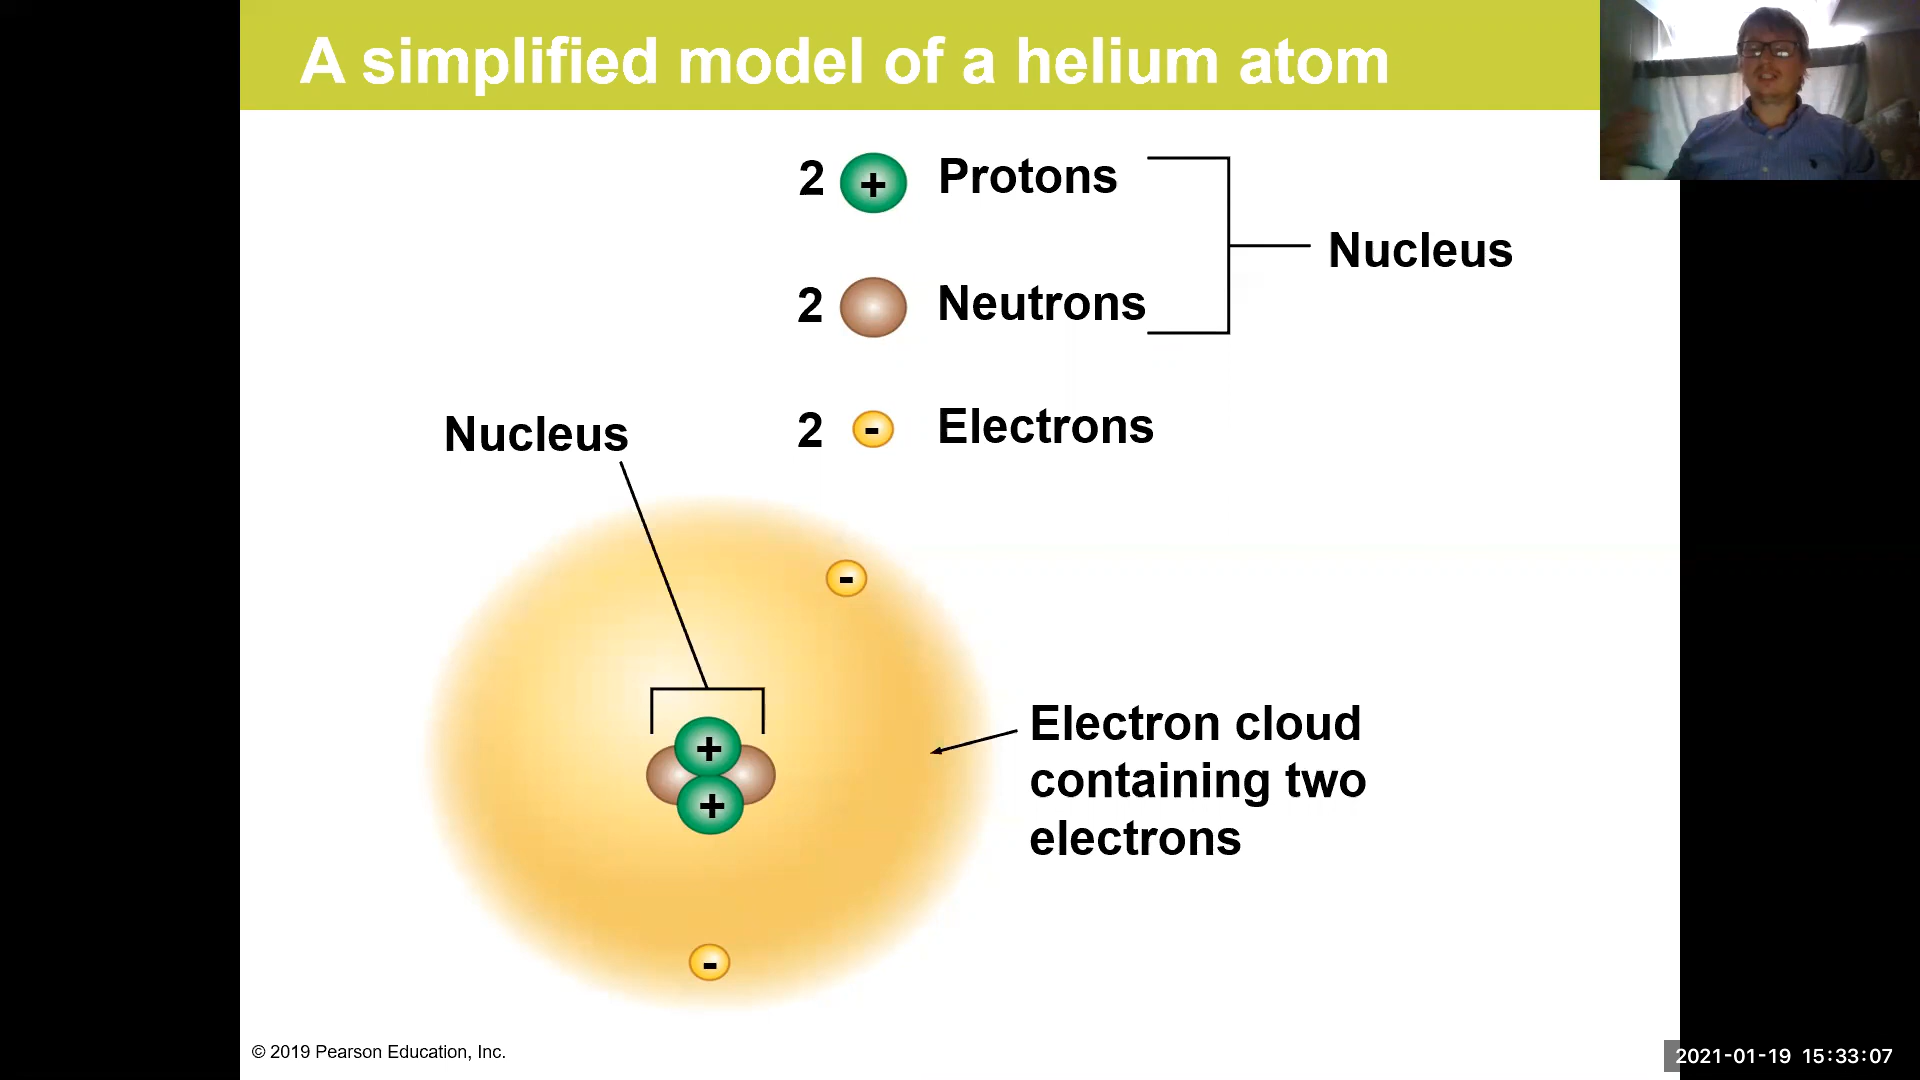 A simplified model of a helium atom
2 + Protons
Nucleus
2 Neutrons
2 - Electrons
Nucleus
-
+
+
Electron cloud
containing two
electrons
-
© 2019 Pearson Education, Inc.
2021-01-19 15:33:07